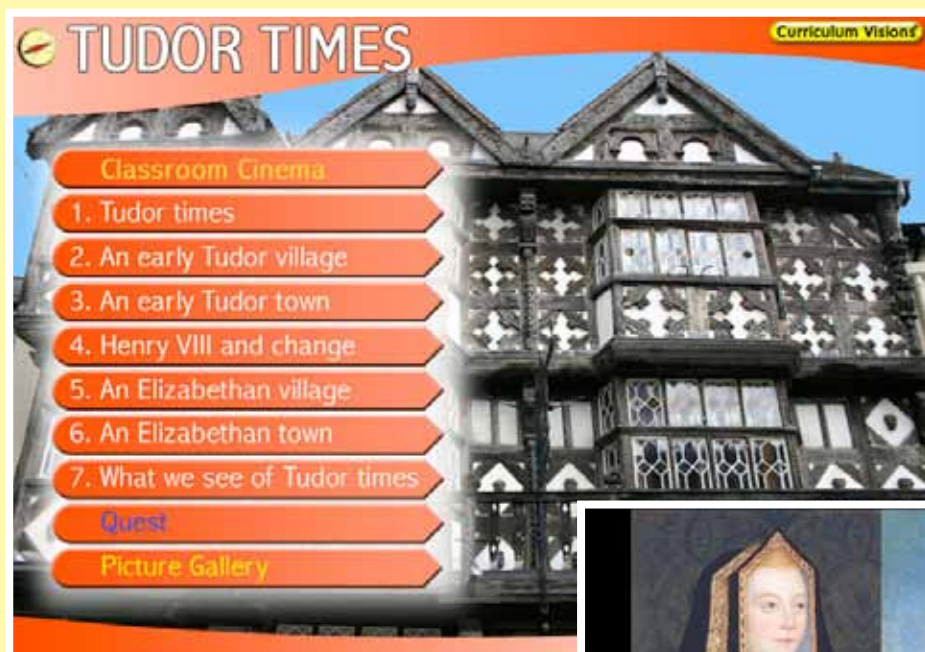 TUDOR TIMES
Curriculum Visions
Classroom Cinema
1. Tudor times
2. An early Tudor village
3. An early Tudor town
4. Henry VIII and change
5. An Elizabethan village
6. An Elizabethan town
7. What we see of Tudor times
Quest
Picture Gallery